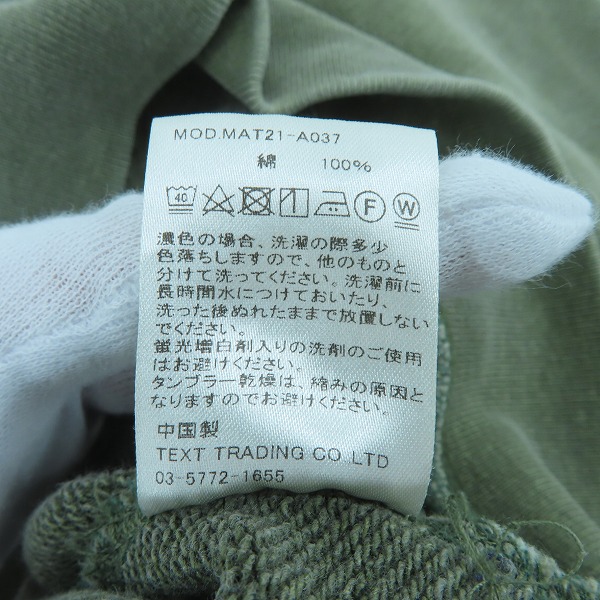 MOD.MAT21-A037
綿 100%
40 F W
濃色の場合、洗濯の際多少
色落ちしますので、他のものと
分けて洗ってください。洗濯前に
長時間水につけておいたり、
洗った後ぬれたままで放置しない
でください。
蛍光増白剤入りの洗剤のご使用
はお避けください。
タンブラー乾燥は、縮みの原因と
なりますのでお避けください。
中国製
TEXT TRADING CO LTD
03-5772-1655